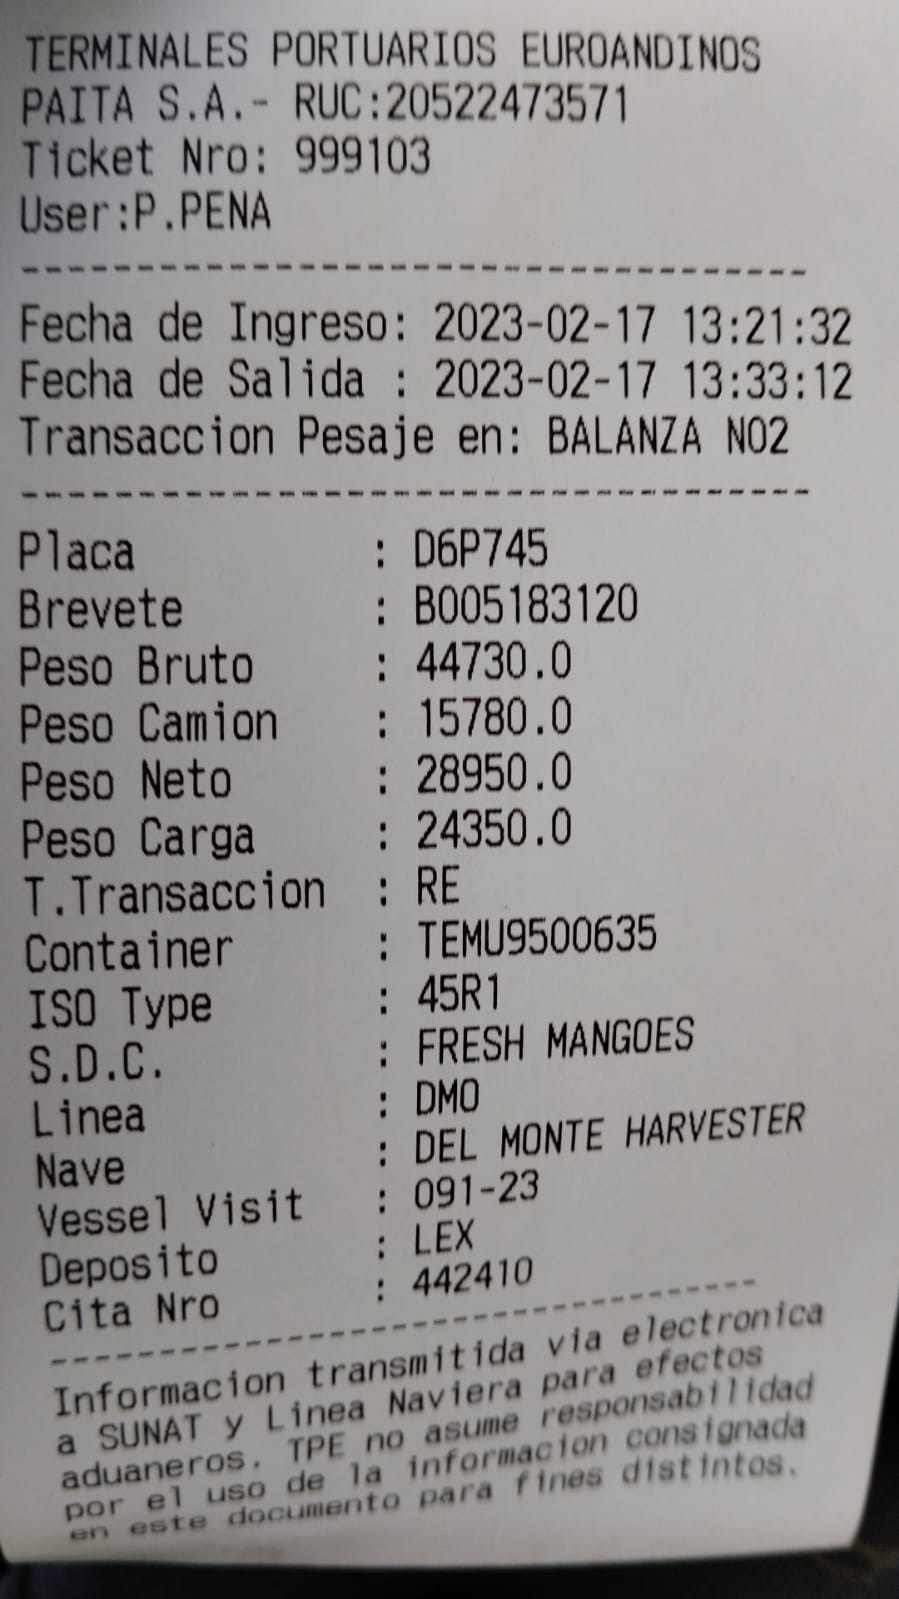 TERMINALES PORTUARIOS EUROANDINOS
PAITA S.A.- RUC:20522473571
Ticket Nro: 999103
User:P.PENA
----------------------------------
Fecha de Ingreso: 2023-02-17 13:21:32
Fecha de Salida : 2023-02-17 13:33:12
Transaccion Pesaje en: BALANZA NO2
----------------------------------
Placa : D6P745
Brevete : B005183120
Peso Bruto : 44730.0
Peso Camion : 15780.0
Peso Neto : 28950.0
Peso Carga : 24350.0
T.Transaccion : RE
Container : TEMU9500635
ISO Type : 45R1
S.D.C. : FRESH MANGOES
Linea : DMO
Nave : DEL MONTE HARVESTER
Vessel Visit : 091-23
Deposito : LEX
Cita Nro : 442410
----------------------------------
Informacion transmitida via electronica
a SUNAT y Linea Naviera para efectos
aduaneros. TPE no asume responsabilidad
por el uso de la informacion consignada
en este documento para fines distintos.